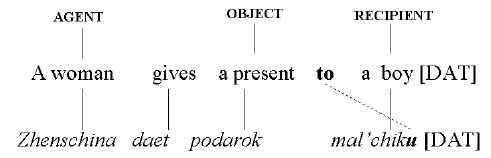 AGENT OBJECT RECIPIENT
A woman gives a present to a boy [DAT]
Zhenschina daet podarok mal'chiku [DAT]